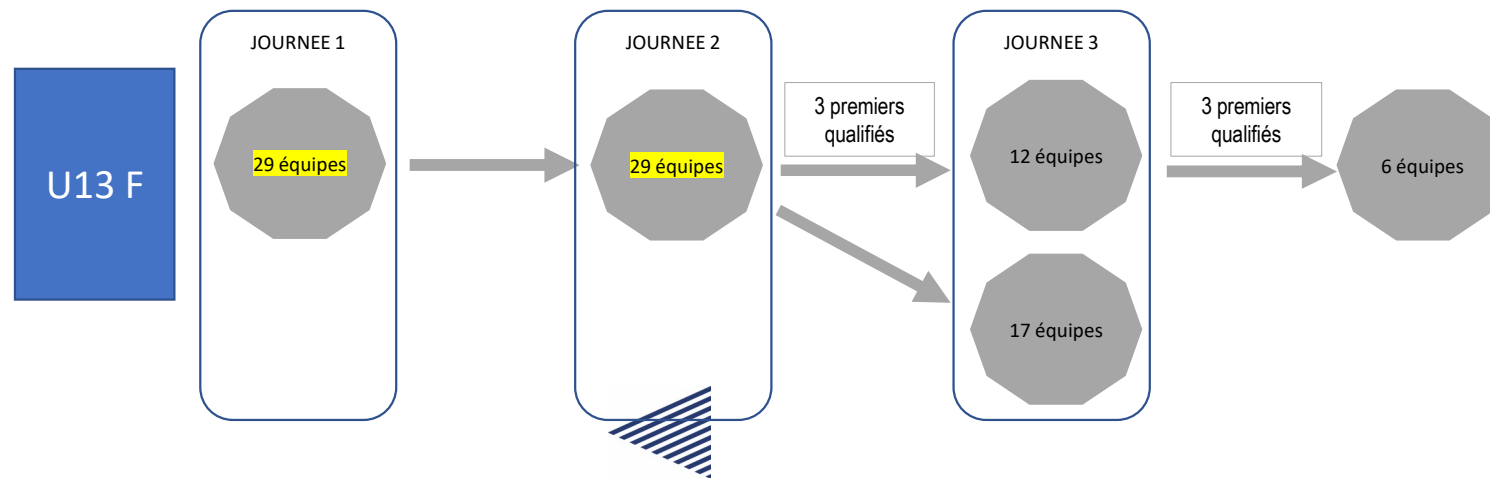 U13 F
JOURNEE 1
29 équipes
JOURNEE 2
29 équipes
3 premiers
qualifiés
JOURNEE 3
12 équipes
17 équipes
3 premiers
qualifiés
6 équipes